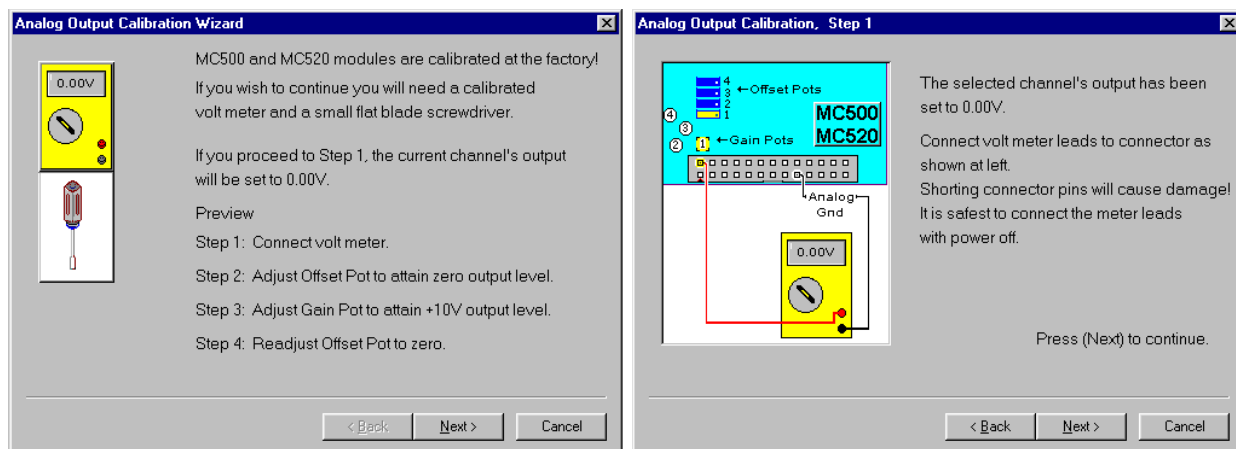 Analog Output Calibration Wizard
0.00V
MC500 and MC520 modules are calibrated at the factory!
If you wish to continue you will need a calibrated
volt meter and a small flat blade screwdriver.
If you proceed to Step 1, the current channel's output
will be set to 0.00V.
Preview
Step 1: Connect volt meter.
Step 2: Adjust Offset Pot to attain zero output level.
Step 3: Adjust Gain Pot to attain +10V output level.
Step 4: Readjust Offset Pot to zero.
< Back
Next >
Cancel
Analog Output Calibration, Step 1
4
3
2
1
←Offset Pots
MC500
MC520
4
3
2
1
←Gain Pots
Analog
Gnd
0.00V
The selected channel's output has been
set to 0.00V.
Connect volt meter leads to connector as
shown at left.
Shorting connector pins will cause damage!
It is safest to connect the meter leads
with power off.
Press (Next) to continue.
< Back
Next >
Cancel